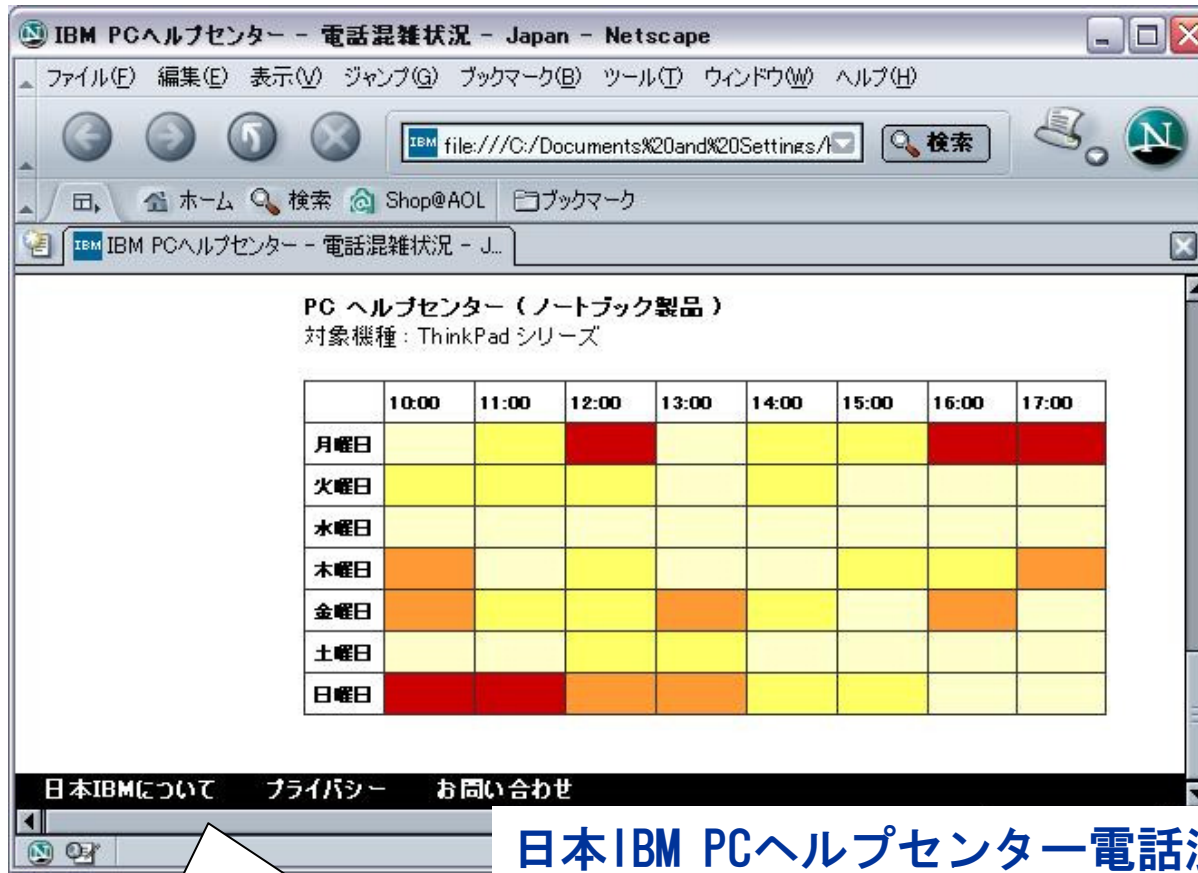 IBM PCヘルプセンター - 電話混雑状況 - Japan - Netscape
ファイル(F) 編集(E) 表示(V) ジャンプ(G) ブックマーク(B) ツール(T) ウィンドウ(W) ヘルプ(H)
IBM file:///C:/Documents%20and%20Settings/ 検索 N
ホーム 検索 Shop@AOL ブックマーク
IBM IBM PCヘルプセンター - 電話混雑状況 - J...
PC ヘルプセンター ( ノートブック製品 )
対象機種 : ThinkPad シリーズ
10:00 11:00 12:00 13:00 14:00 15:00 16:00 17:00
月曜日
火曜日
水曜日
木曜日
金曜日
土曜日
日曜日
日本IBMについて プライバシー お問い合わせ
日本IBM PCヘルプセンター電話